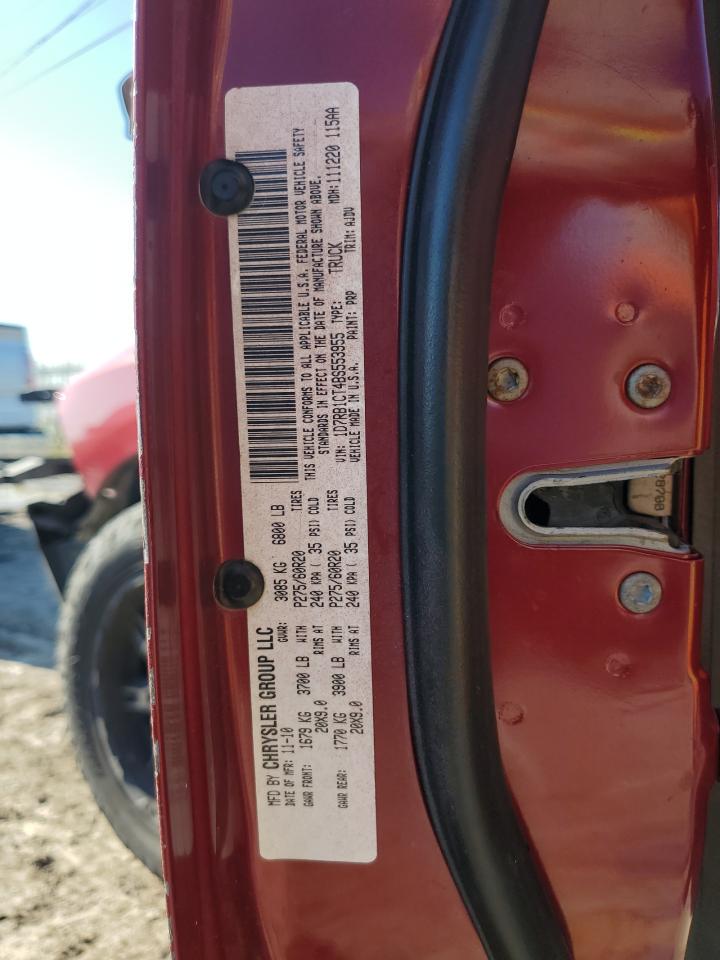 MFD BY CHRYSLER GROUP LLC
DATE OF MFR: 11-10 GVWR: 3085 KG 6800 LB
GAWR FRONT: 1679 KG 3700 LB WITH P275/60R20 TIRES
20X9.0 RIMS AT 240 KPA ( 35 PSI) COLD
GAWR REAR: 1770 KG 3900 LB WITH P275/60R20 TIRES
20X9.0 RIMS AT 240 KPA ( 35 PSI) COLD
THIS VEHICLE CONFORMS TO ALL APPLICABLE U.S.A. FEDERAL MOTOR VEHICLE SAFETY
STANDARDS IN EFFECT ON THE DATE OF MANUFACTURE SHOWN ABOVE.
VIN: 1D7RB1CT4BS553955 TYPE: TRUCK MDH:111220 115AA
VEHICLE MADE IN U.S.A. PAINT: PRP TRIM: AJDV